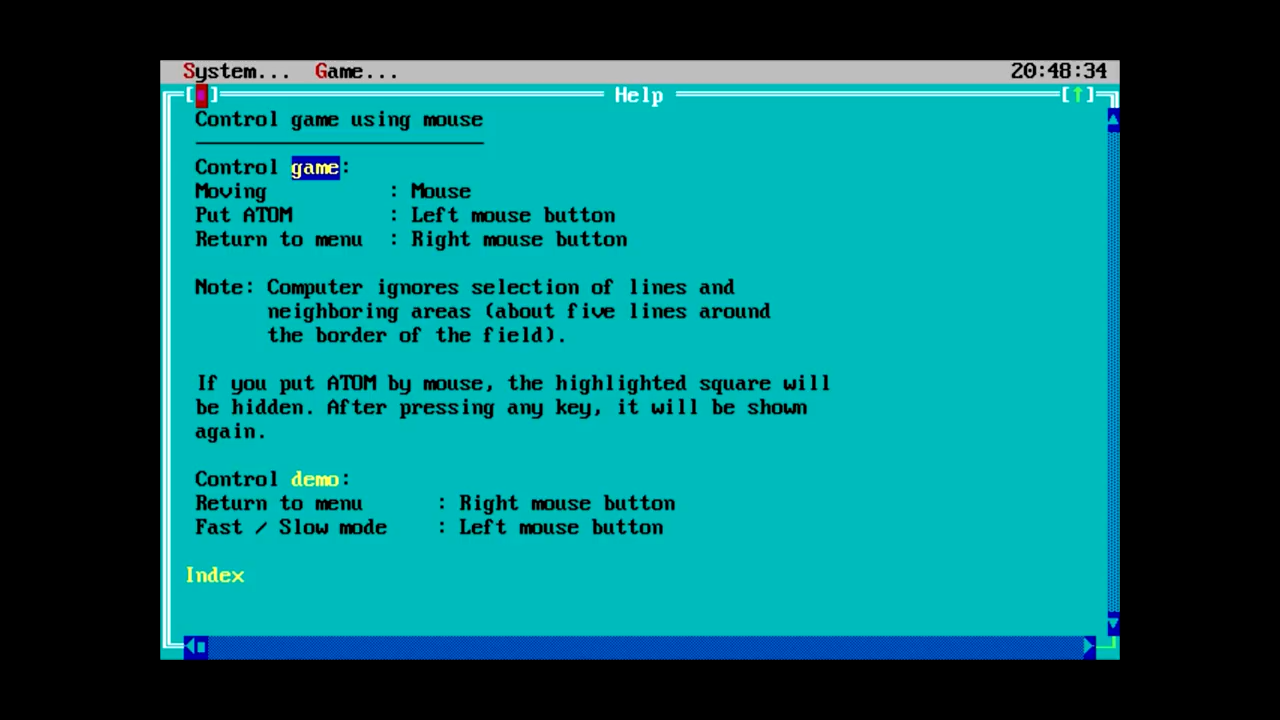 System... Game... 20:48:34
Help
Control game using mouse
Control game:
Moving : Mouse
Put ATOM : Left mouse button
Return to menu : Right mouse button
Note: Computer ignores selection of lines and
neighboring areas (about five lines around
the border of the field).
If you put ATOM by mouse, the highlighted square will
be hidden. After pressing any key, it will be shown
again.
Control demo:
Return to menu : Right mouse button
Fast / Slow mode : Left mouse button
Index